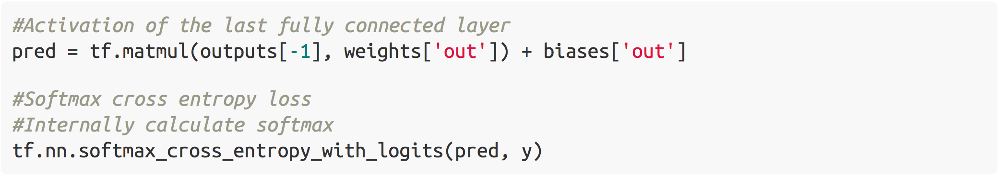 #Activation of the last fully connected layer
pred = tf.matmul(outputs[-1], weights['out']) + biases['out']
#Softmax cross entropy loss
#Internally calculate softmax
tf.nn.softmax_cross_entropy_with_logits(pred, y)